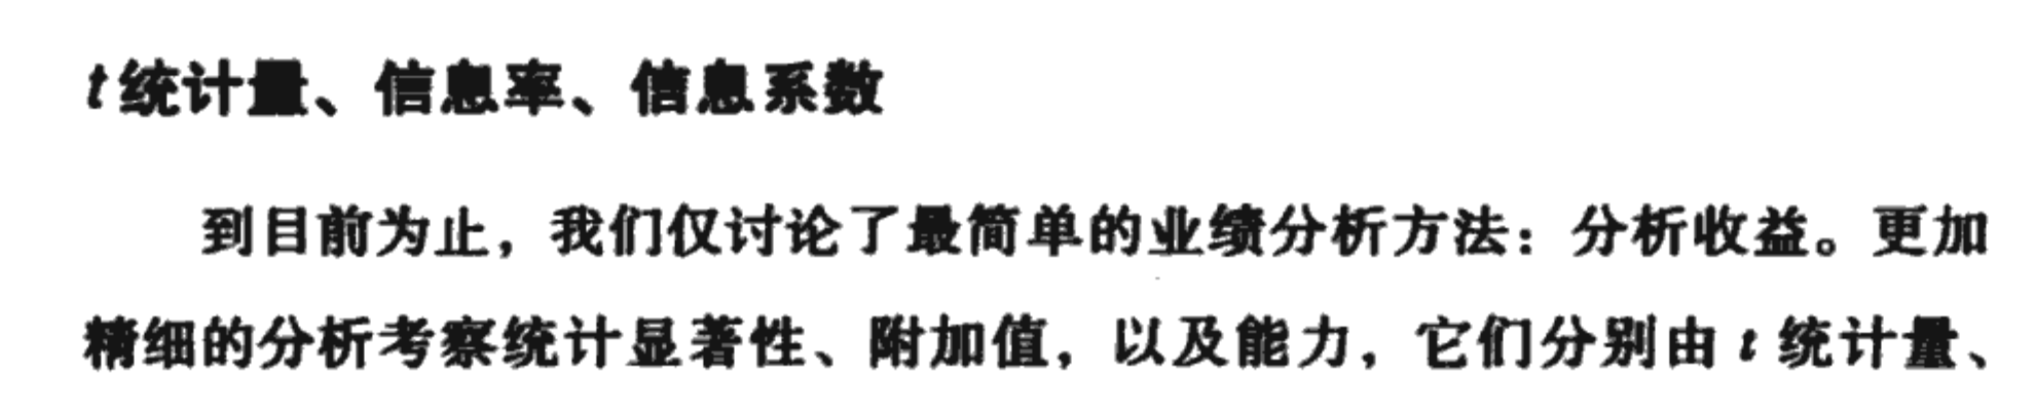 t 统计量、信息率、信息系数
到目前为止，我们仅讨论了最简单的业绩分析方法：分析收益。更加
精细的分析考察统计显著性、附加值，以及能力，它们分别由 t 统计量、